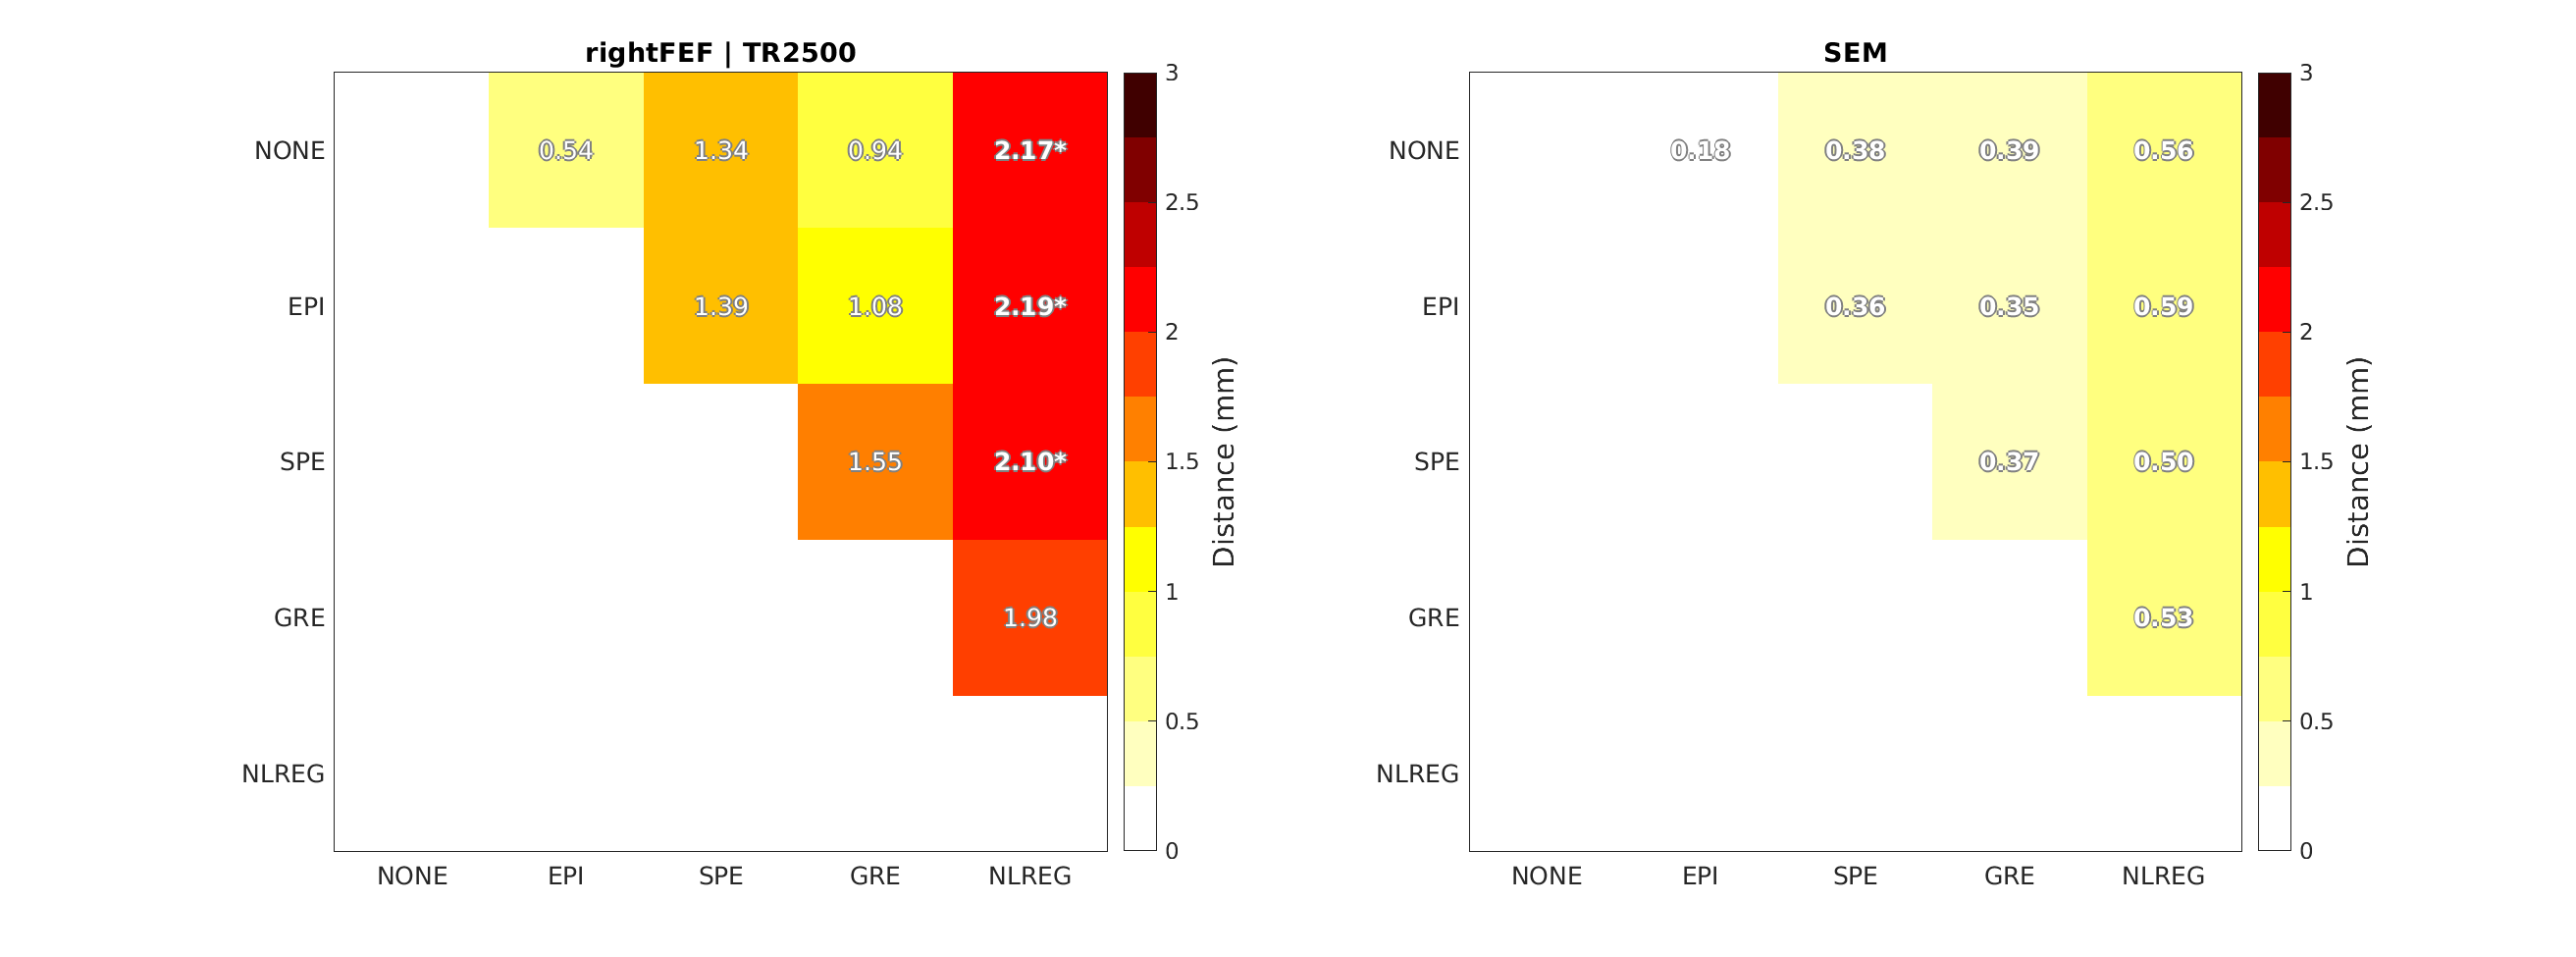 rightFEF | TR2500
NONE 0.54 1.34 0.94 2.17*
EPI 1.39 1.08 2.19*
SPE 1.55 2.10*
GRE 1.98
NLREG
NONE EPI SPE GRE NLREG
3
2.5
2
1.5
1
0.5
0
Distance (mm)
SEM
NONE 0.18 0.38 0.39 0.56
EPI 0.36 0.35 0.59
SPE 0.37 0.50
GRE 0.53
NLREG
NONE EPI SPE GRE NLREG
3
2.5
2
1.5
1
0.5
0
Distance (mm)